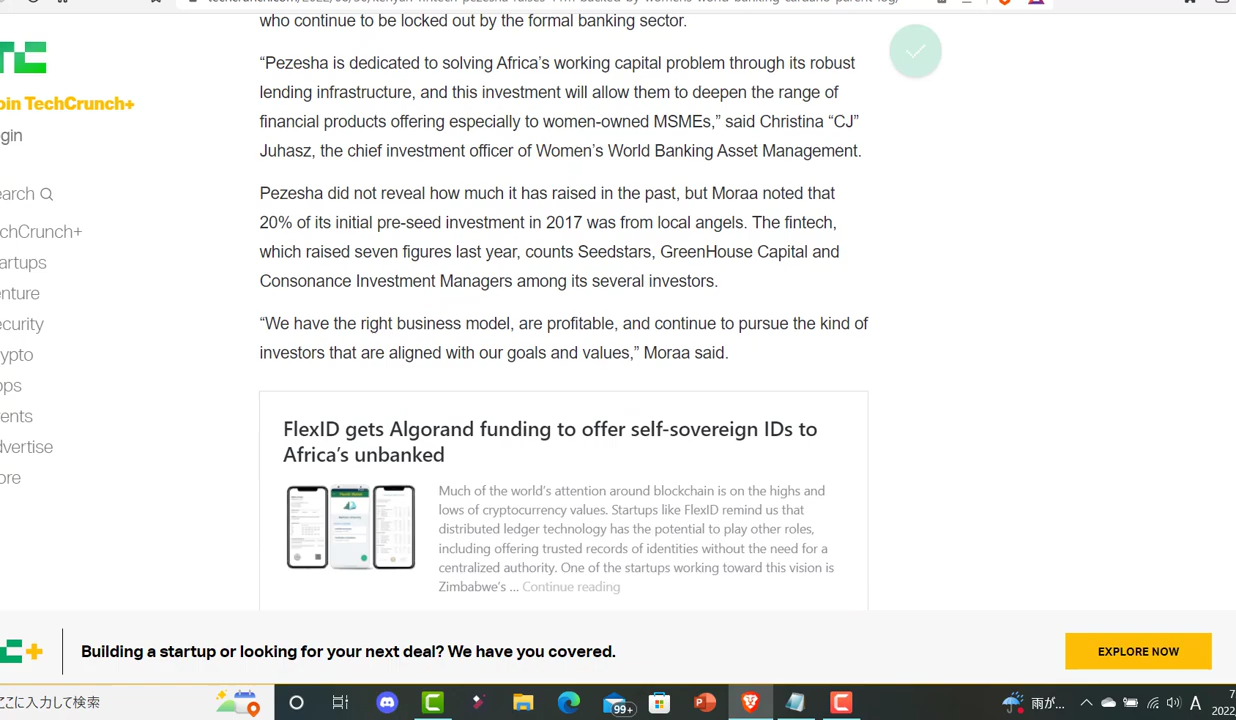 who continue to be locked out by the formal banking sector.
“Pezesha is dedicated to solving Africa’s working capital problem through its robust
lending infrastructure, and this investment will allow them to deepen the range of
financial products offering especially to women-owned MSMEs,” said Christina “CJ”
Juhasz, the chief investment officer of Women’s World Banking Asset Management.
Pezesha did not reveal how much it has raised in the past, but Moraa noted that
20% of its initial pre-seed investment in 2017 was from local angels. The fintech,
which raised seven figures last year, counts Seedstars, GreenHouse Capital and
Consonance Investment Managers among its several investors.
“We have the right business model, are profitable, and continue to pursue the kind of
investors that are aligned with our goals and values,” Moraa said.
FlexID gets Algorand funding to offer self-sovereign IDs to
Africa’s unbanked
Much of the world’s attention around blockchain is on the highs and
lows of cryptocurrency values. Startups like FlexID remind us that
distributed ledger technology has the potential to play other roles,
including offering trusted records of identities without the need for a
centralized authority. One of the startups working toward this vision is
Zimbabwe’s ... Continue reading
TC
oin TechCrunch+
gin
earch
chCrunch+
artups
nture
ecurity
ypto
ops
ents
dvertise
ore
Building a startup or looking for your next deal? We have you covered.
EXPLORE NOW
ここに入力して検索
99+
雨が...
A
7
2022